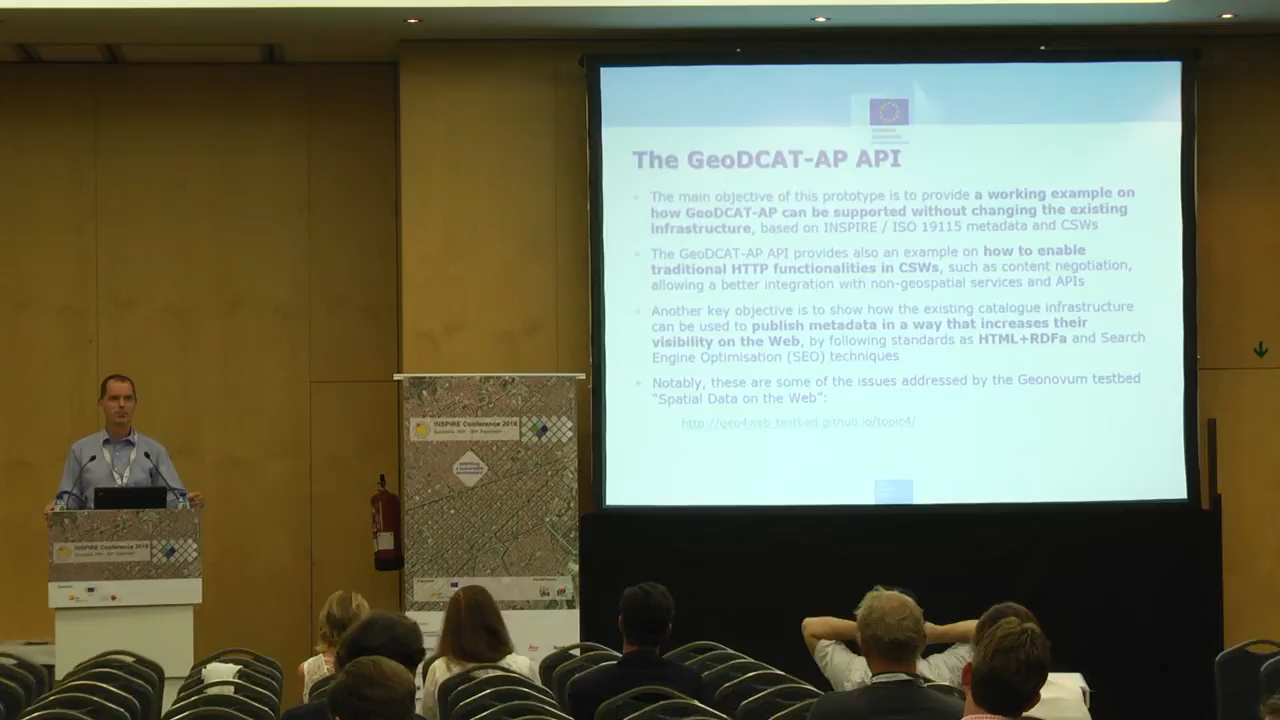 The GeoDCAT-AP API
The main objective of this prototype is to provide a working example on
how GeoDCAT-AP can be supported without changing the existing
infrastructure, based on INSPIRE / ISO 19115 metadata and CSWs
The GeoDCAT-AP API provides also an example on how to enable
traditional HTTP functionalities in CSWs, such as content negotiation,
allowing a better integration with non-geospatial services and APIs
Another key objective is to show how the existing catalogue infrastructure
can be used to publish metadata in a way that increases their
visibility on the Web, by following standards as HTML+RDFa and Search
Engine Optimisation (SEO) techniques
Notably, these are some of the issues addressed by the Geonovum testbed
"Spatial Data on the Web":
http://geo4web-testbed.github.io/topic4/
INSPIRE Conference 2016
INSPIRE Conference 2016